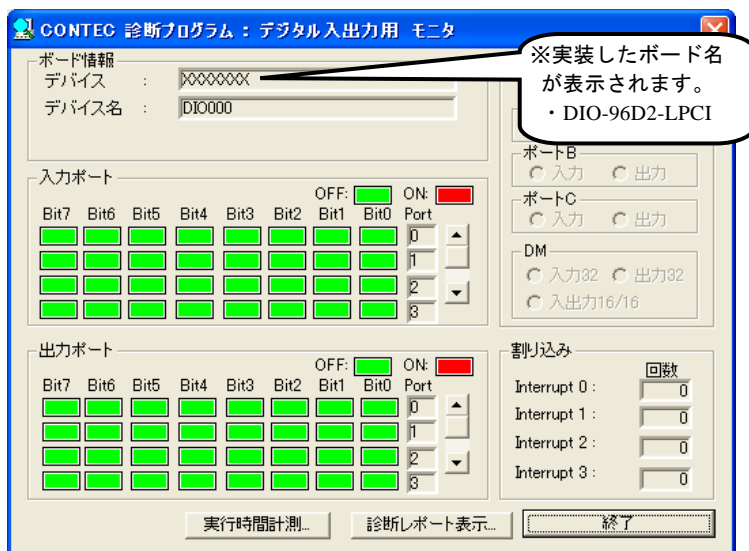 CONTEC 診断プログラム : デジタル入出力用 モニタ
※実装したボード名
が表示されます。
・DIO-96D2-LPCI
ボード情報
デバイス : XXXXXXX
デバイス名 : DIO000
ポートB
入力 出力
ポートC
入力 出力
DM
入力32 出力32
入出力16/16
入力ポート
OFF: ON:
Bit7 Bit6 Bit5 Bit4 Bit3 Bit2 Bit1 Bit0 Port
0
1
2
3
出力ポート
OFF: ON:
Bit7 Bit6 Bit5 Bit4 Bit3 Bit2 Bit1 Bit0 Port
0
1
2
3
割り込み
回数
Interrupt 0 : 0
Interrupt 1 : 0
Interrupt 2 : 0
Interrupt 3 : 0
実行時間計測... 診断レポート表示... 終了